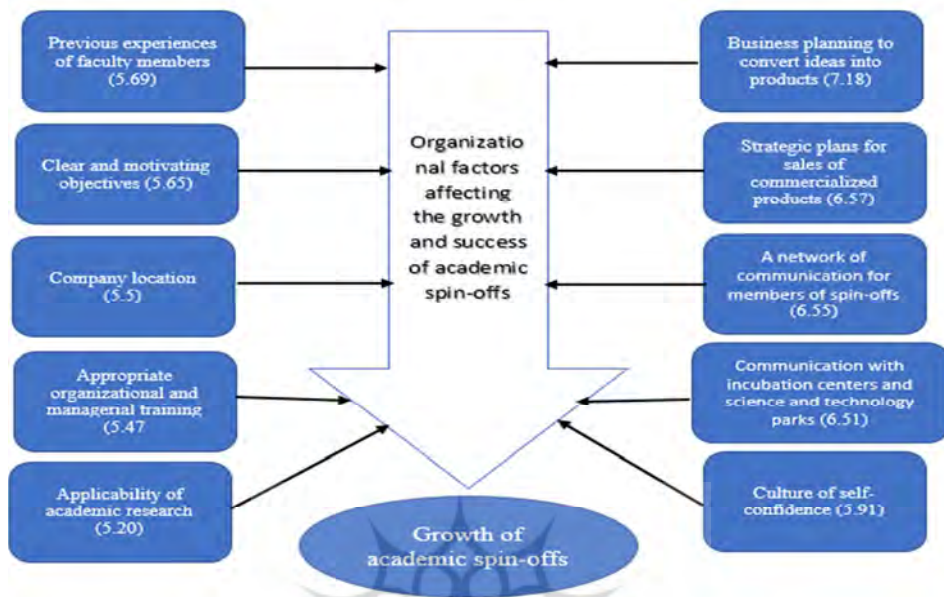 Previous experiences
of faculty members
(5.69)
Clear and motivating
objectives (5.65)
Company location
(5.5)
Appropriate
organizational and
managerial training
(5.47
Applicability of
academic research
(5.20)
Organizatio
nal factors
affecting
the growth
and success
of academic
spin-offs
Business planning to
convert ideas into
products (7.18)
Strategic plans for
sales of
commercialized
products (6.57)
A network of
communication for
members of spin-offs
(6.55)
Communication with
incubation centers and
science and technology
parks (6.51)
Culture of self-
confidence (5.91)
Growth of
academic spin-offs